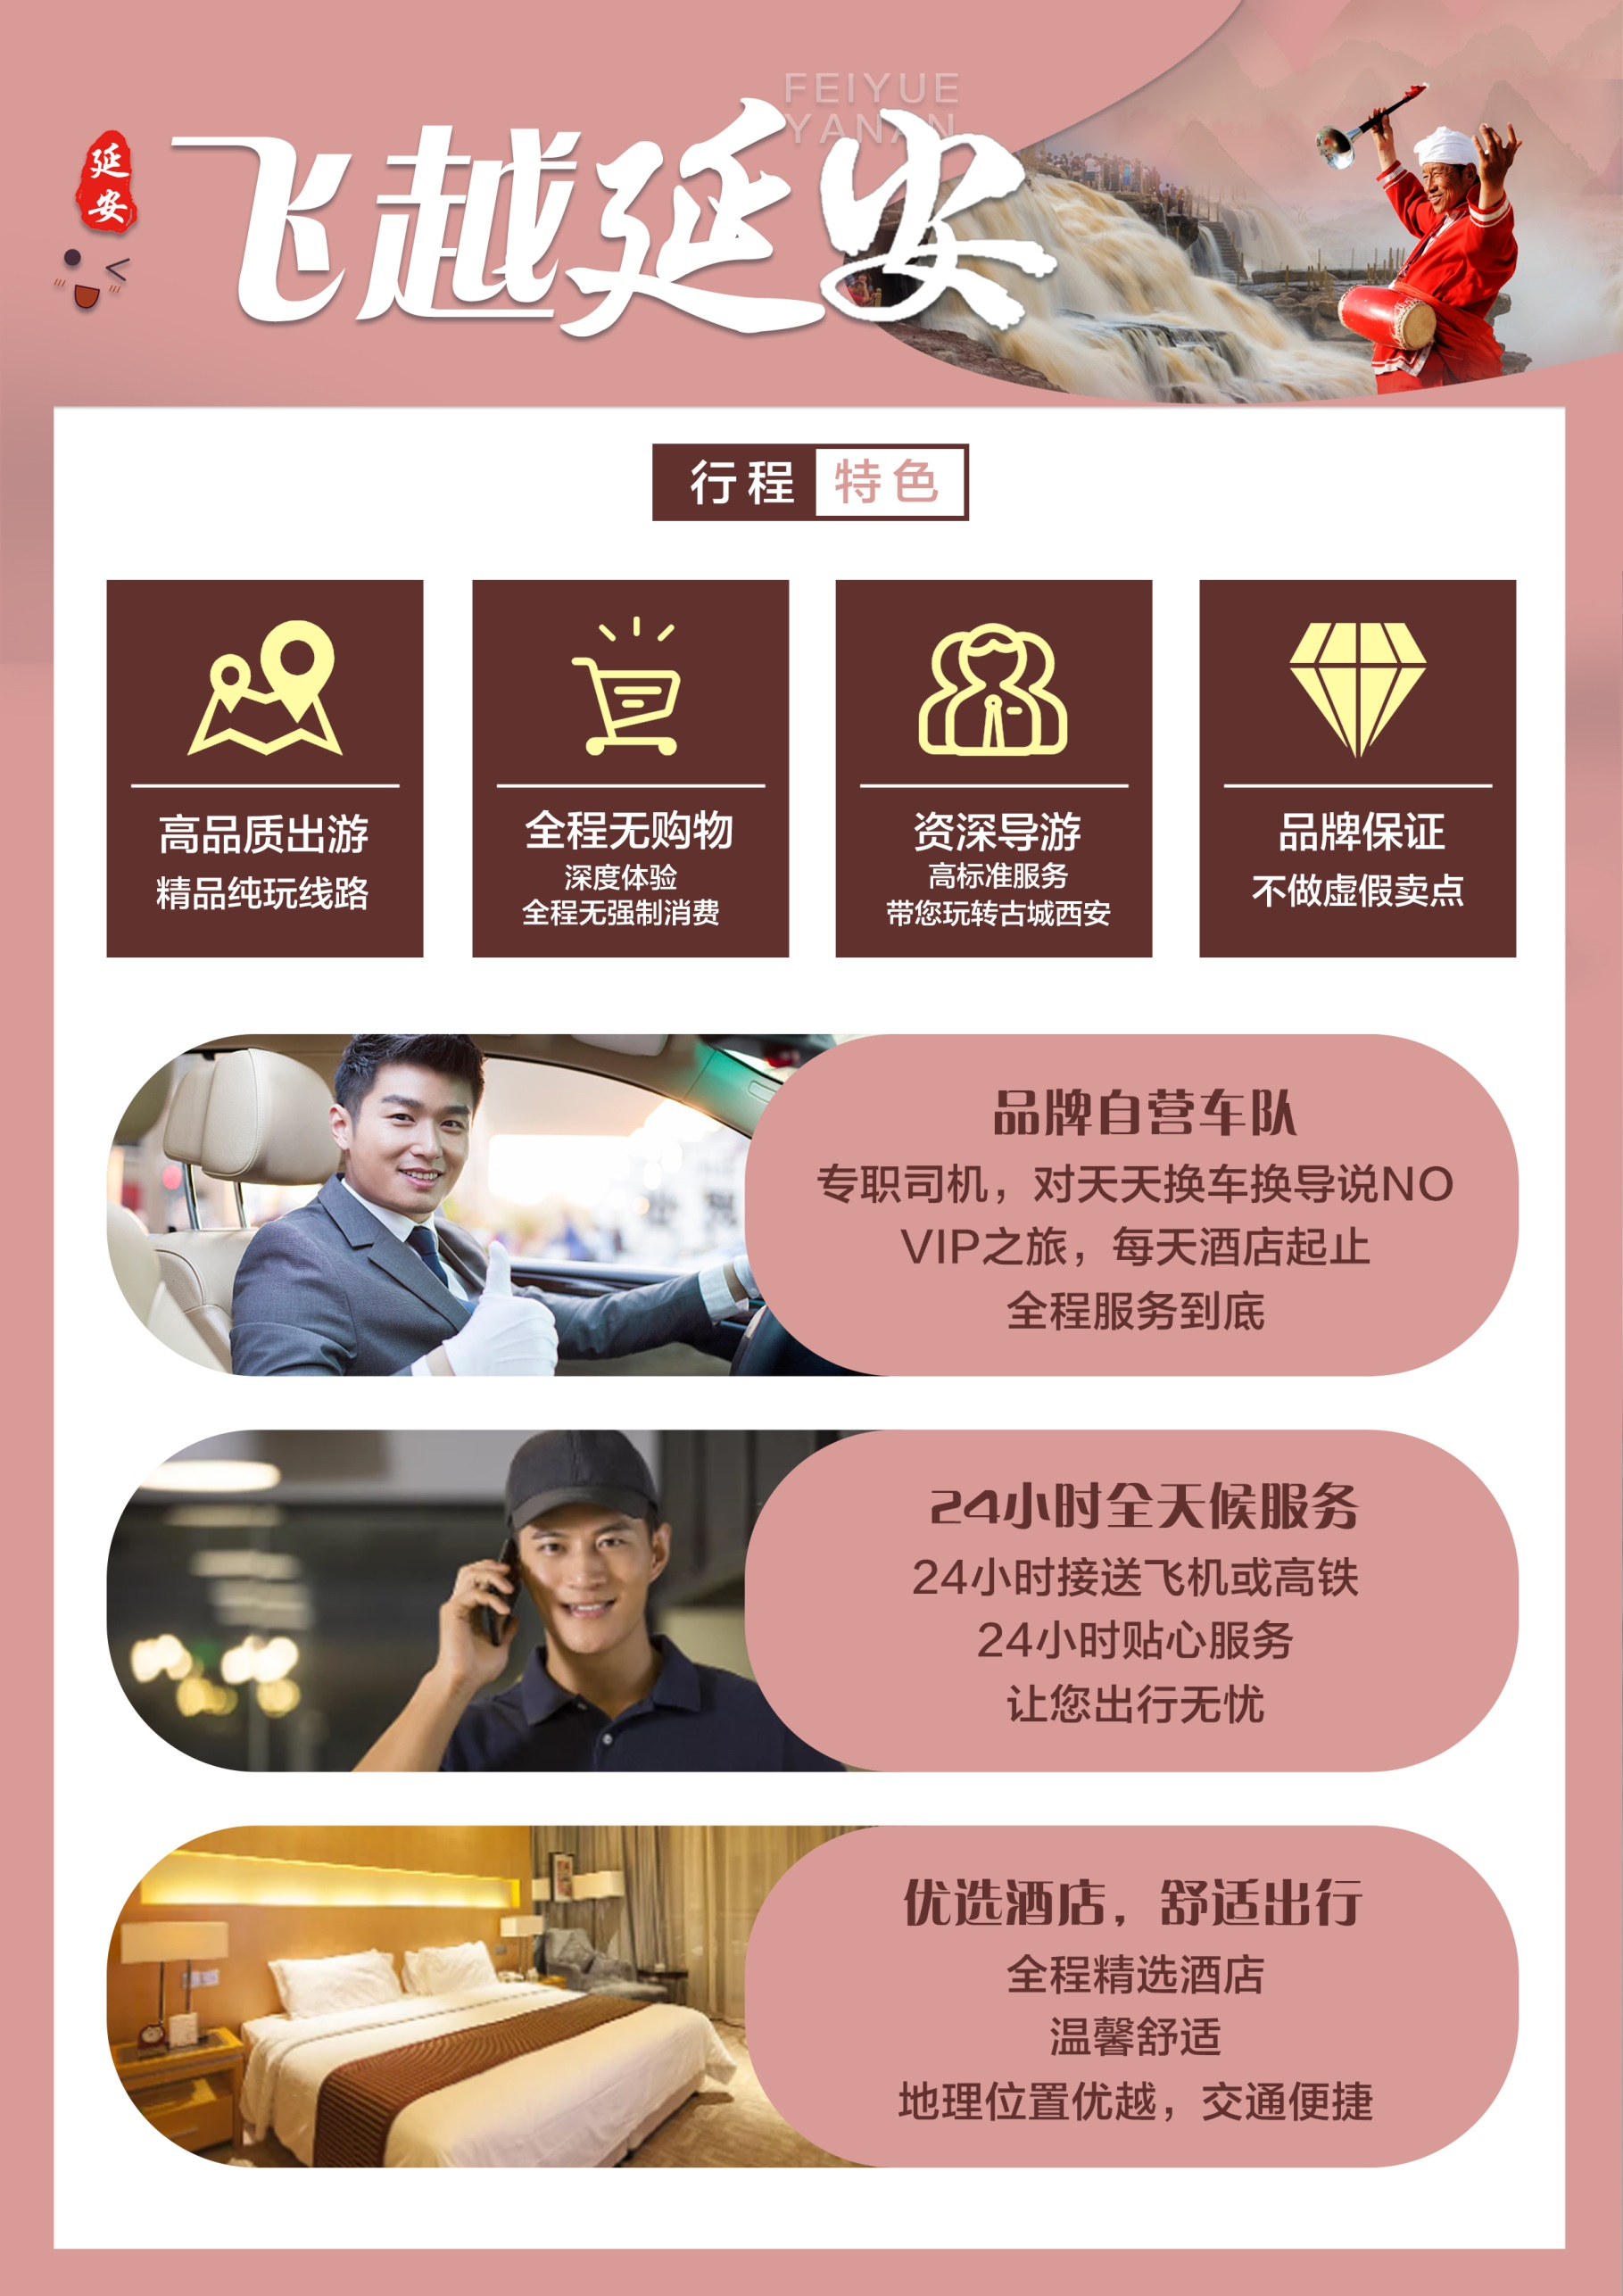 FEIYUE
YANAN
延安
飞越延安
行程特色
高品质出游
精品纯玩线路
全程无购物
深度体验
全程无强制消费
资深导游
高标准服务
带您玩转古城西安
品牌保证
不做虚假卖点
品牌自营车队
专职司机，对天天换车换导说NO
VIP之旅，每天酒店起止
全程服务到底
24小时全天候服务
24小时接送飞机或高铁
24小时贴心服务
让您出行无忧
优选酒店，舒适出行
全程精选酒店
温馨舒适
地理位置优越，交通便捷